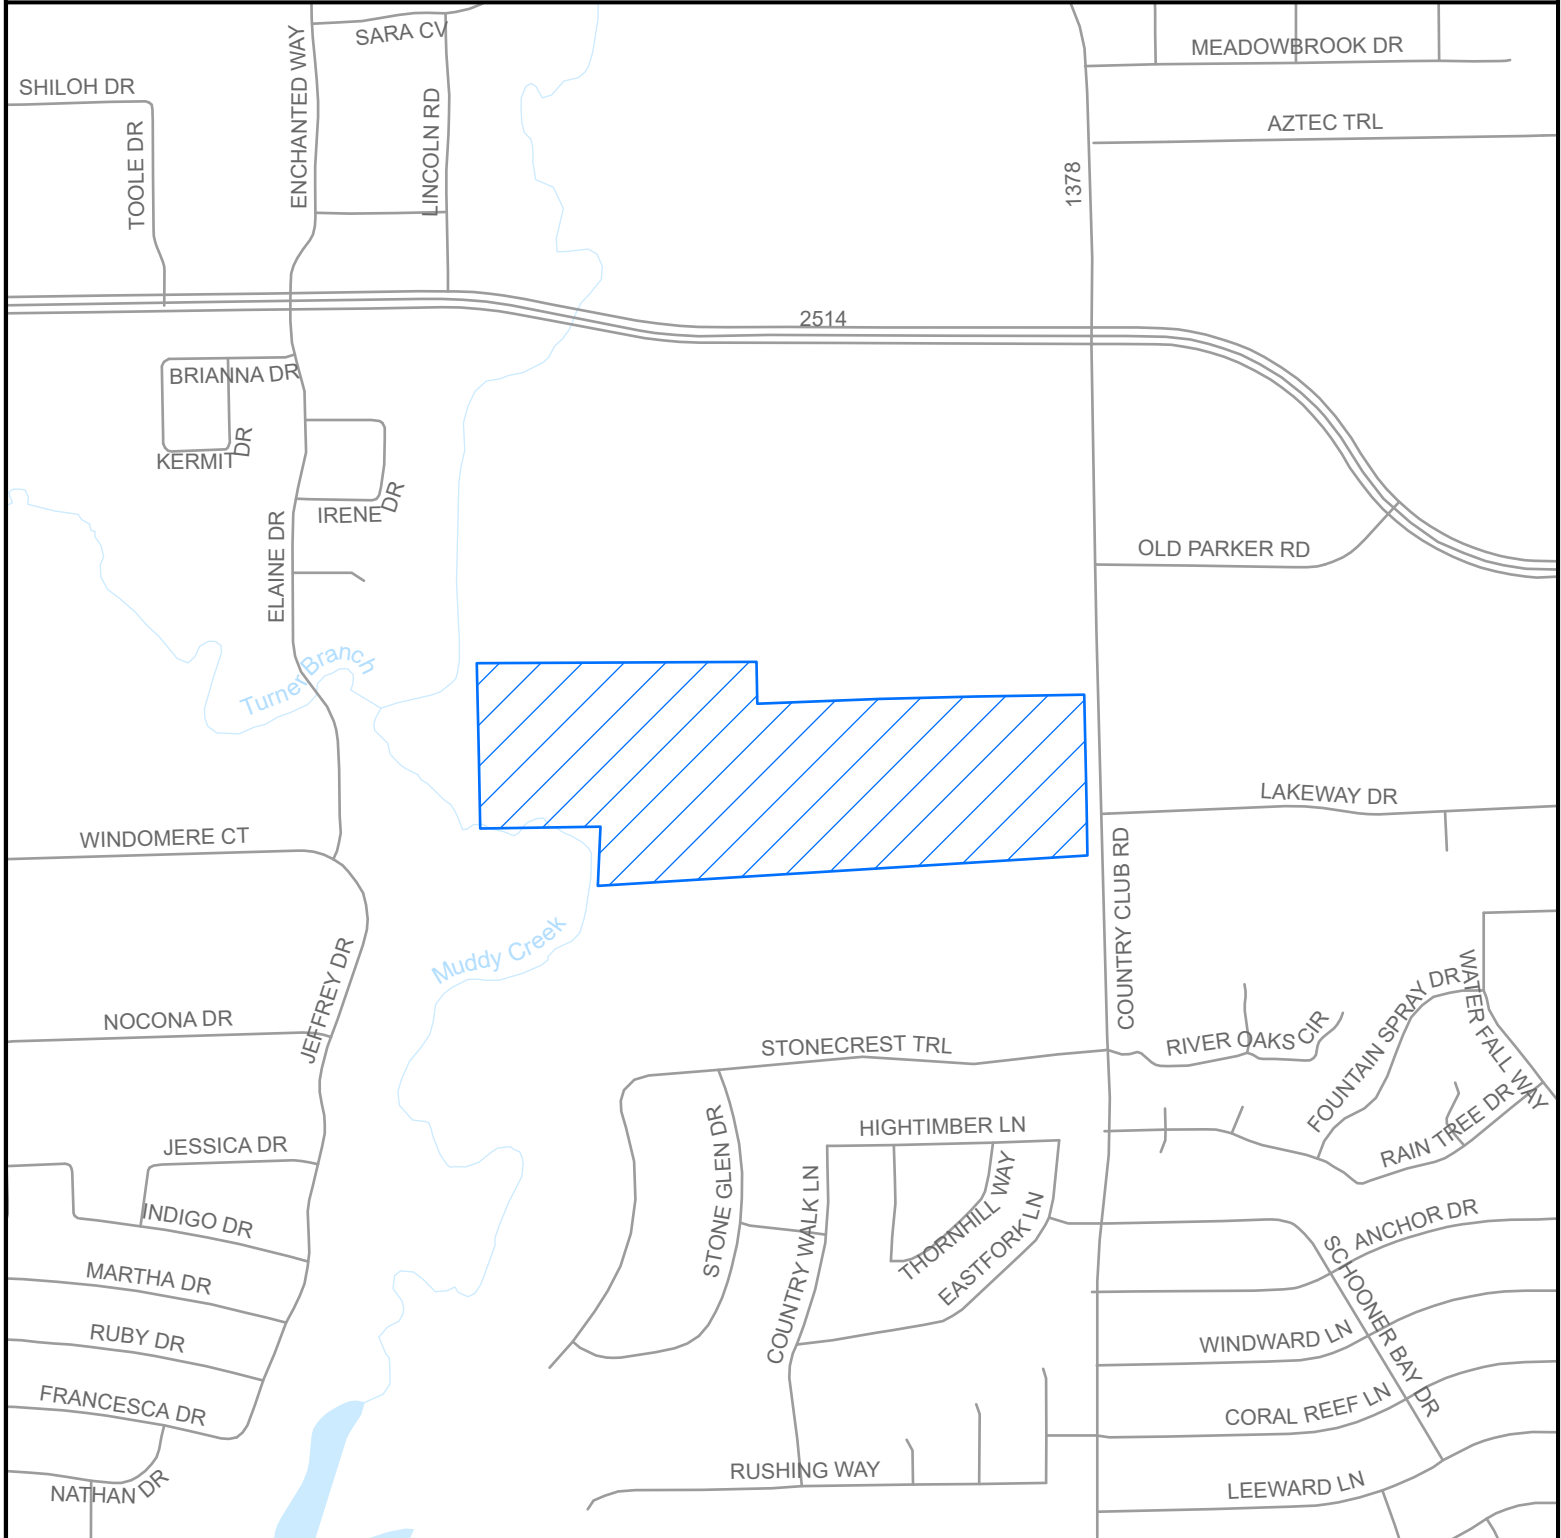 SARA CV
MEADOWBROOK DR
SHILOH DR
ENCHANTED WAY
LINCOLN RD
AZTEC TRL
TOOLE DR
1378
2514
BRIANNA DR
KERMIT DR
IRENE DR
ELAINE DR
OLD PARKER RD
Turner Branch
LAKEWAY DR
WINDOMERE CT
COUNTRY CLUB RD
Muddy Creek
JEFFREY DR
NOCONA DR
STONECREST TRL
RIVER OAKS CIR
FOUNTAIN SPRAY DR
WATER FALL WAY
RAIN TREE DR
HIGHTIMBER LN
JESSICA DR
STONE GLEN DR
COUNTRY WALK LN
THORNHILL WAY
EASTFORK LN
INDIGO DR
ANCHOR DR
SCHOONER BAY DR
MARTHA DR
RUBY DR
WINDWARD LN
FRANCESCA DR
CORAL REEF LN
RUSHING WAY
NATHAN DR
LEEWARD LN